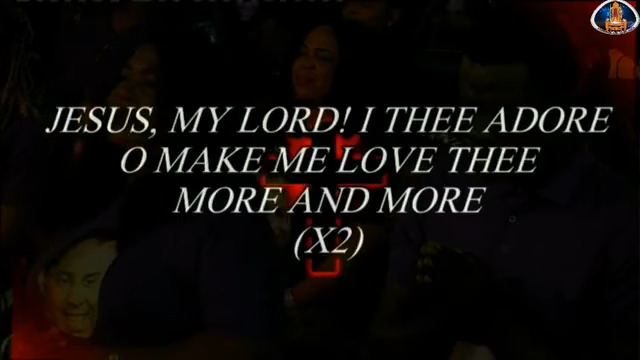 JESUS, MY LORD! I THEE ADORE
O MAKE ME LOVE THEE
MORE AND MORE
(X2)